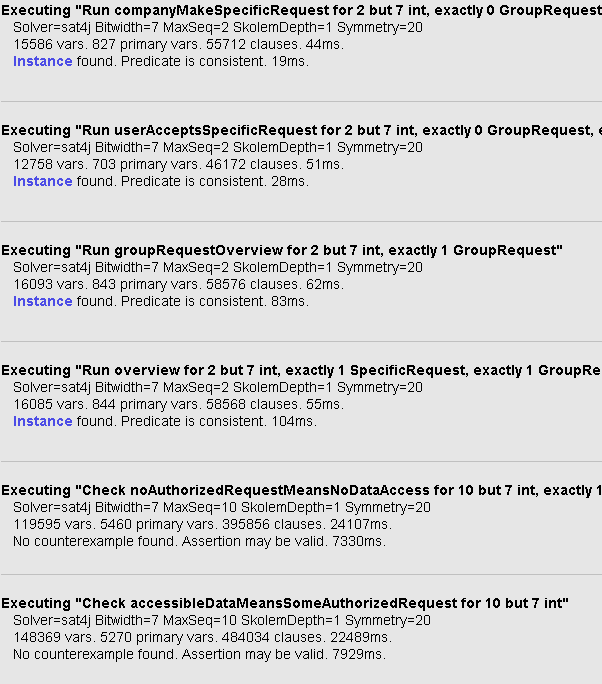 Executing "Run companyMakeSpecificRequest for 2 but 7 int, exactly 0 GroupRequest
Solver=sat4j Bitwidth=7 MaxSeq=2 SkolemDepth=1 Symmetry=20
15586 vars. 827 primary vars. 55712 clauses. 44ms.
Instance found. Predicate is consistent. 19ms.
Executing "Run userAcceptsSpecificRequest for 2 but 7 int, exactly 0 GroupRequest, e
Solver=sat4j Bitwidth=7 MaxSeq=2 SkolemDepth=1 Symmetry=20
12758 vars. 703 primary vars. 46172 clauses. 51ms.
Instance found. Predicate is consistent. 28ms.
Executing "Run groupRequestOverview for 2 but 7 int, exactly 1 GroupRequest"
Solver=sat4j Bitwidth=7 MaxSeq=2 SkolemDepth=1 Symmetry=20
16093 vars. 843 primary vars. 58576 clauses. 62ms.
Instance found. Predicate is consistent. 83ms.
Executing "Run overview for 2 but 7 int, exactly 1 SpecificRequest, exactly 1 GroupRe
Solver=sat4j Bitwidth=7 MaxSeq=2 SkolemDepth=1 Symmetry=20
16085 vars. 844 primary vars. 58568 clauses. 55ms.
Instance found. Predicate is consistent. 104ms.
Executing "Check noAuthorizedRequestMeansNoDataAccess for 10 but 7 int, exactly 1
Solver=sat4j Bitwidth=7 MaxSeq=10 SkolemDepth=1 Symmetry=20
119595 vars. 5460 primary vars. 395856 clauses. 24107ms.
No counterexample found. Assertion may be valid. 7330ms.
Executing "Check accessibleDataMeansSomeAuthorizedRequest for 10 but 7 int"
Solver=sat4j Bitwidth=7 MaxSeq=10 SkolemDepth=1 Symmetry=20
148369 vars. 5270 primary vars. 484034 clauses. 22489ms.
No counterexample found. Assertion may be valid. 7929ms.